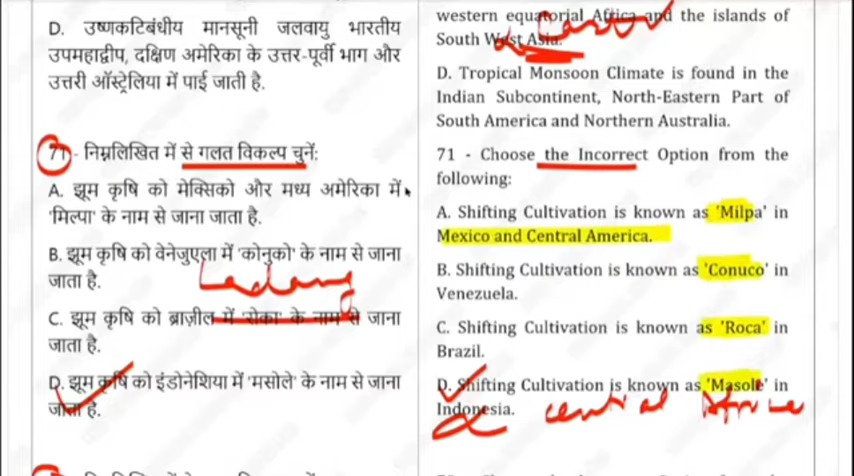 D. उष्णकटिबंधीय मानसूनी जलवायु भारतीय
उपमहाद्वीप, दक्षिण अमेरिका के उत्तर-पूर्वी भाग और
उत्तरी ऑस्ट्रेलिया में पाई जाती है.
71 - निम्नलिखित में से गलत विकल्प चुनें:
A. झूम कृषि को मेक्सिको और मध्य अमेरिका में
'मिल्पा' के नाम से जाना जाता है.
B. झूम कृषि को वेनेजुएला में 'कोनुको' के नाम से जाना
जाता है.
Ladang
C. झूम कृषि को ब्राज़ील में 'रोका' के नाम से जाना
जाता है.
D. झूम कृषि को इंडोनेशिया में 'मसोले' के नाम से जाना
जाता है.
western equatorial Africa and the islands of
South West Asia.
D. Tropical Monsoon Climate is found in the
Indian Subcontinent, North-Eastern Part of
South America and Northern Australia.
71 - Choose the Incorrect Option from the
following:
A. Shifting Cultivation is known as 'Milpa' in
Mexico and Central America.
B. Shifting Cultivation is known as 'Conuco' in
Venezuela.
C. Shifting Cultivation is known as 'Roca' in
Brazil.
D. Shifting Cultivation is known as 'Masole' in
Indonesia.
central Africa